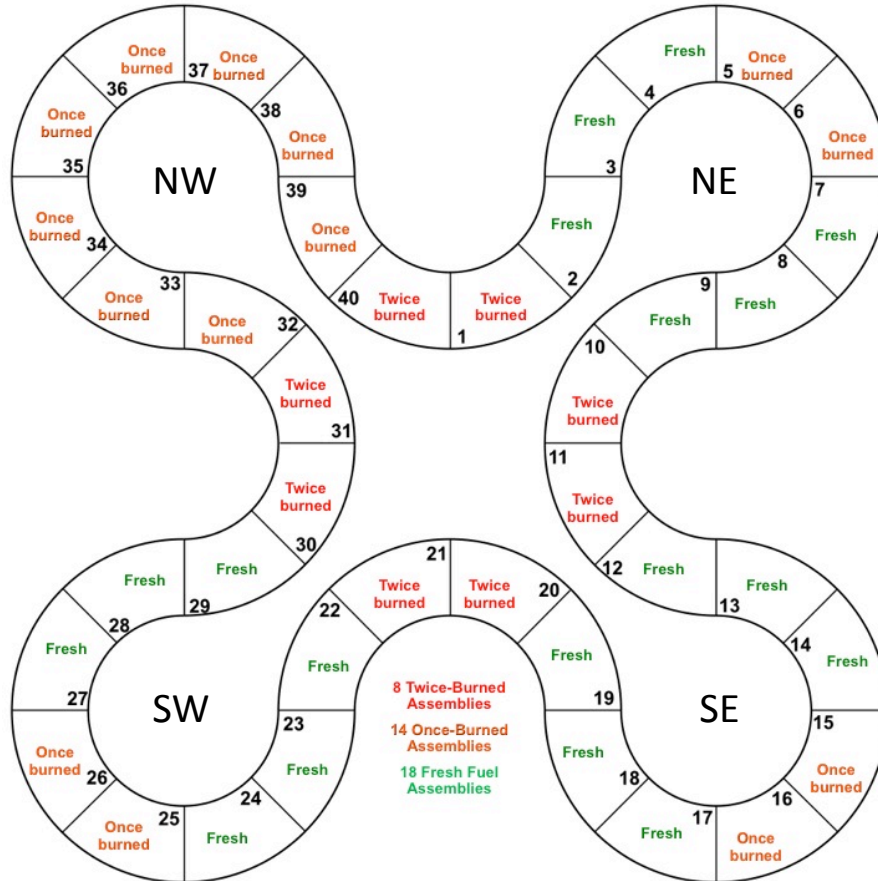 Once
burned
37
Once
burned
Fresh
4
5
Once
burned
36
38
6
Once
burned
Once
burned
Fresh
Once
burned
35
39
3
7
NW
NE
Once
burned
34
Once
burned
Fresh
2
8
Fresh
33
9
Once
burned
Once
burned
32
40
Twice
burned
Twice
burned
1
Fresh
Fresh
10
Twice
burned
Twice
burned
31
11
Twice
burned
Twice
burned
30
21
20
12
Fresh
Fresh
Twice
burned
Twice
burned
Fresh
Fresh
29
22
13
28
14
Fresh
Fresh
Fresh
Fresh
27
8 Twice-Burned
Assemblies
19
15
23
SW
14 Once-Burned
Assemblies
SE
18 Fresh Fuel
Assemblies
Once
burned
26
Fresh
Fresh
18
Once
burned
24
16
25
17
Once
burned
Fresh
Fresh
Once
burned